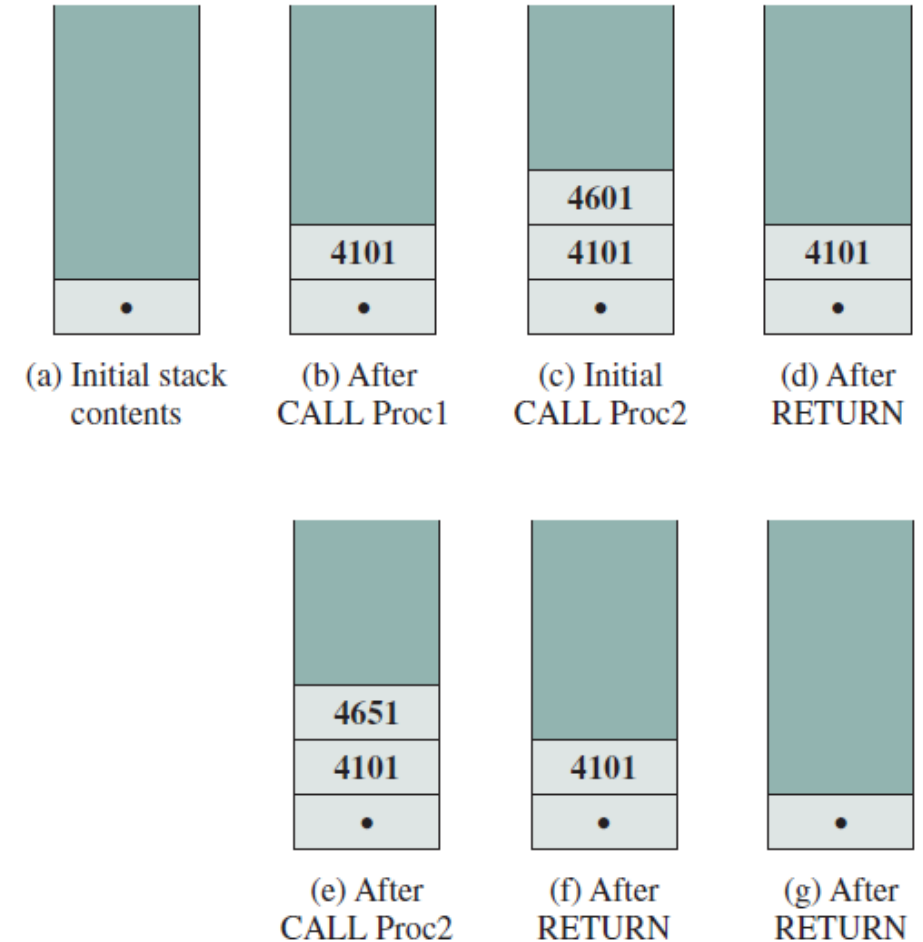 4101
•
4601
4101
•
4101
•
•
(a) Initial stack
contents
(b) After
CALL Proc1
(c) Initial
CALL Proc2
(d) After
RETURN
4651
4101
•
4101
•
•
(e) After
CALL Proc2
(f) After
RETURN
(g) After
RETURN